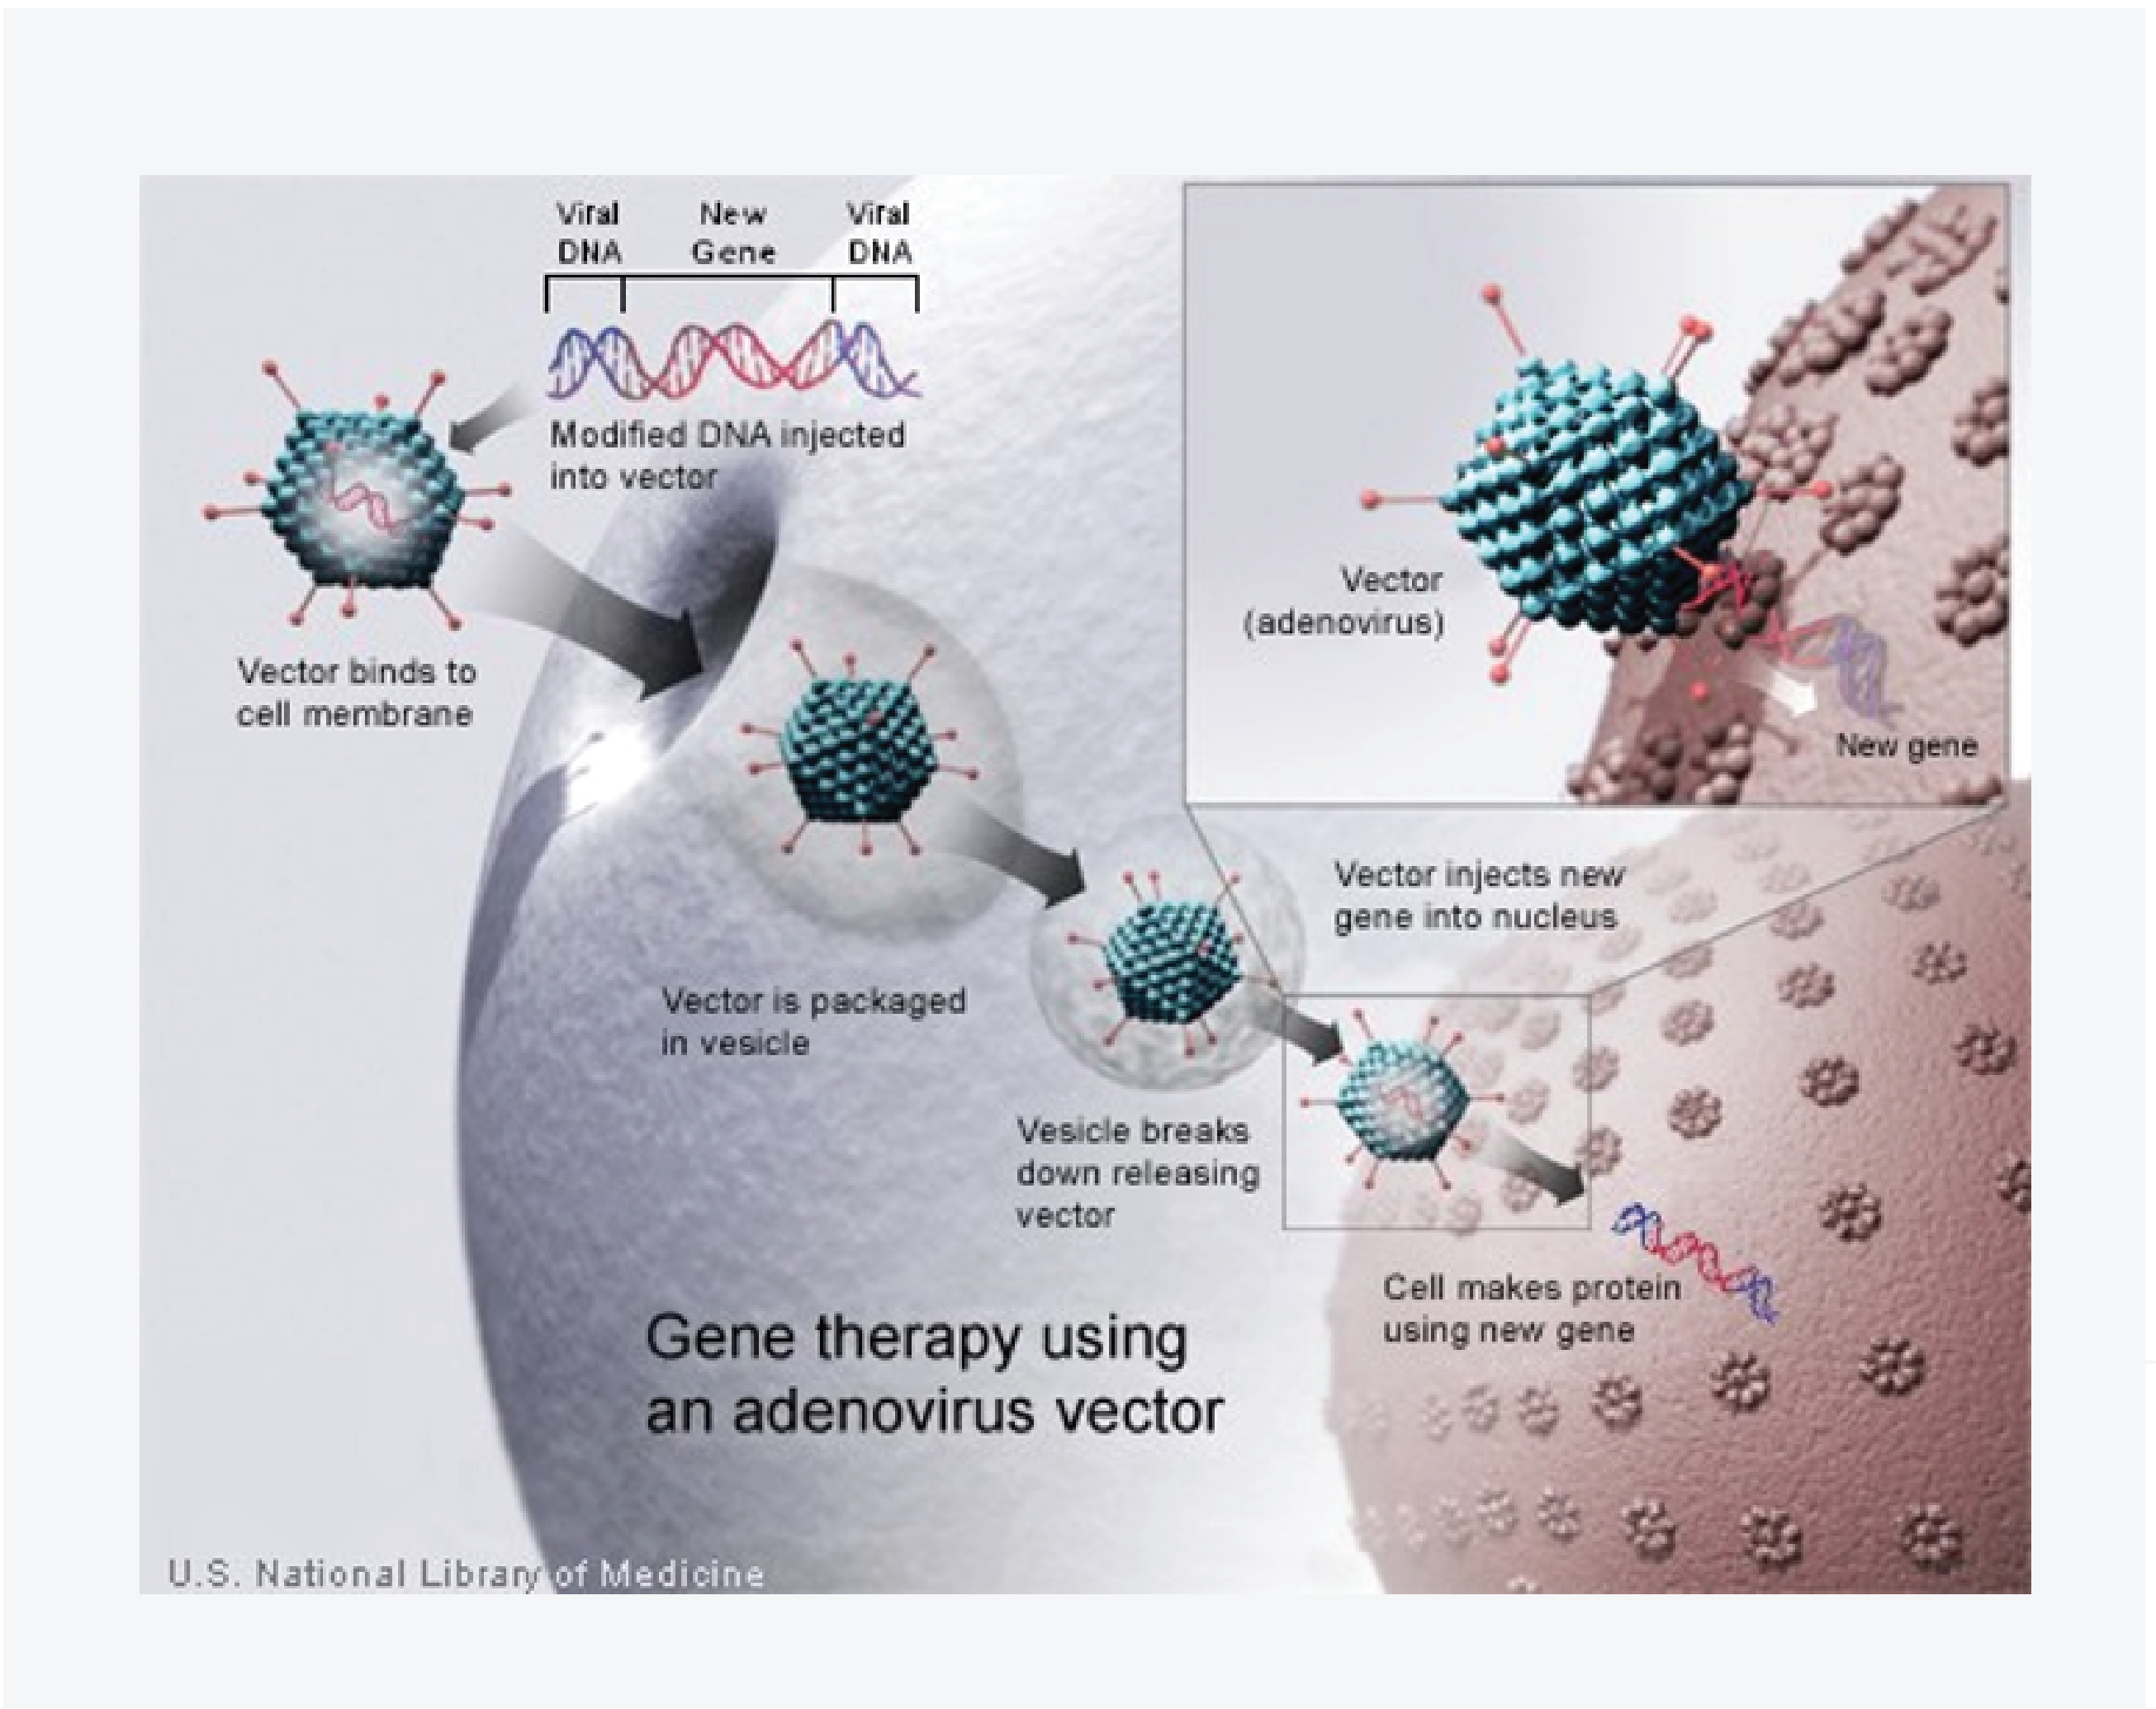 Viral
DNA
New
Gene
Viral
DNA
Modified DNA injected
into vector
Vector binds to
cell membrane
Vector
(adenovirus)
New gene
Vector injects new
gene into nucleus
Vector is packaged
in vesicle
Vesicle breaks
down releasing
vector
Cell makes protein
using new gene
Gene therapy using
an adenovirus vector
U.S. National Library of Medicine